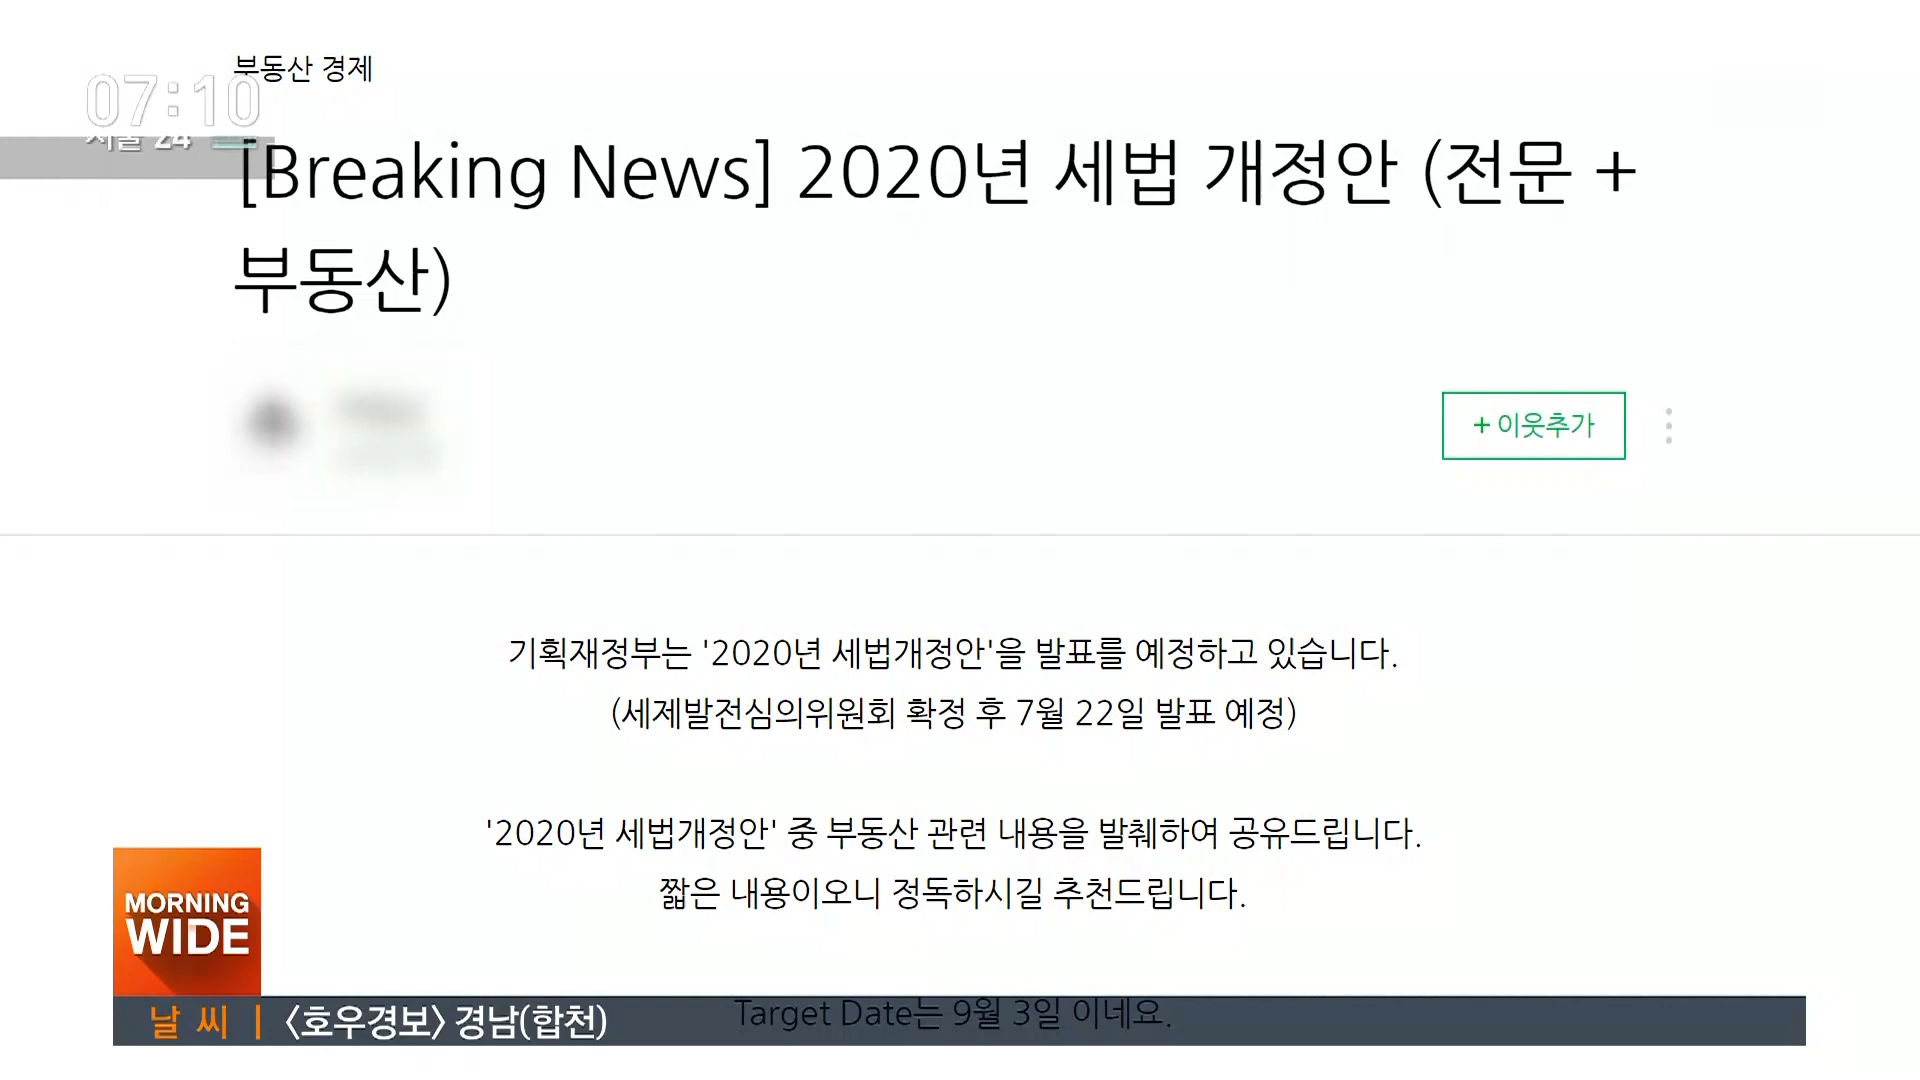 부동산 경제
07:10
서울 24
[Breaking News] 2020년 세법 개정안 (전문 +
부동산)
+ 이웃추가
기획재정부는 '2020년 세법개정안'을 발표를 예정하고 있습니다.
(세제발전심의위원회 확정 후 7월 22일 발표 예정)
'2020년 세법개정안' 중 부동산 관련 내용을 발췌하여 공유드립니다.
짧은 내용이오니 정독하시길 추천드립니다.
Target Date는 9월 3일 이네요.
MORNING
WIDE
날 씨 | 〈호우경보〉 경남(합천)